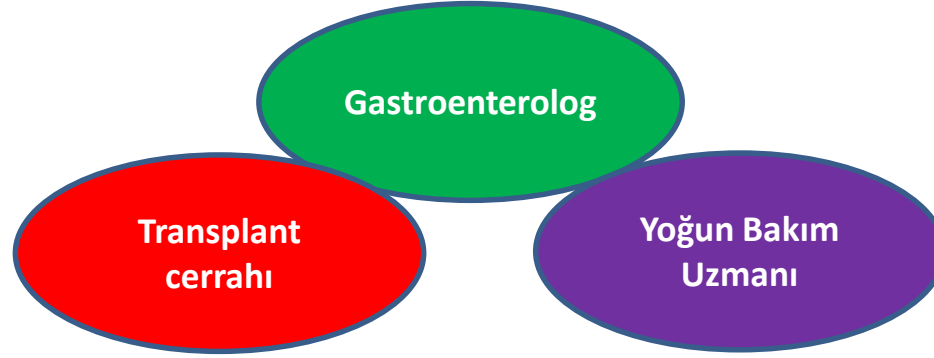 Gastroenterolog
Transplant
cerrahı
Yoğun Bakım
Uzmanı